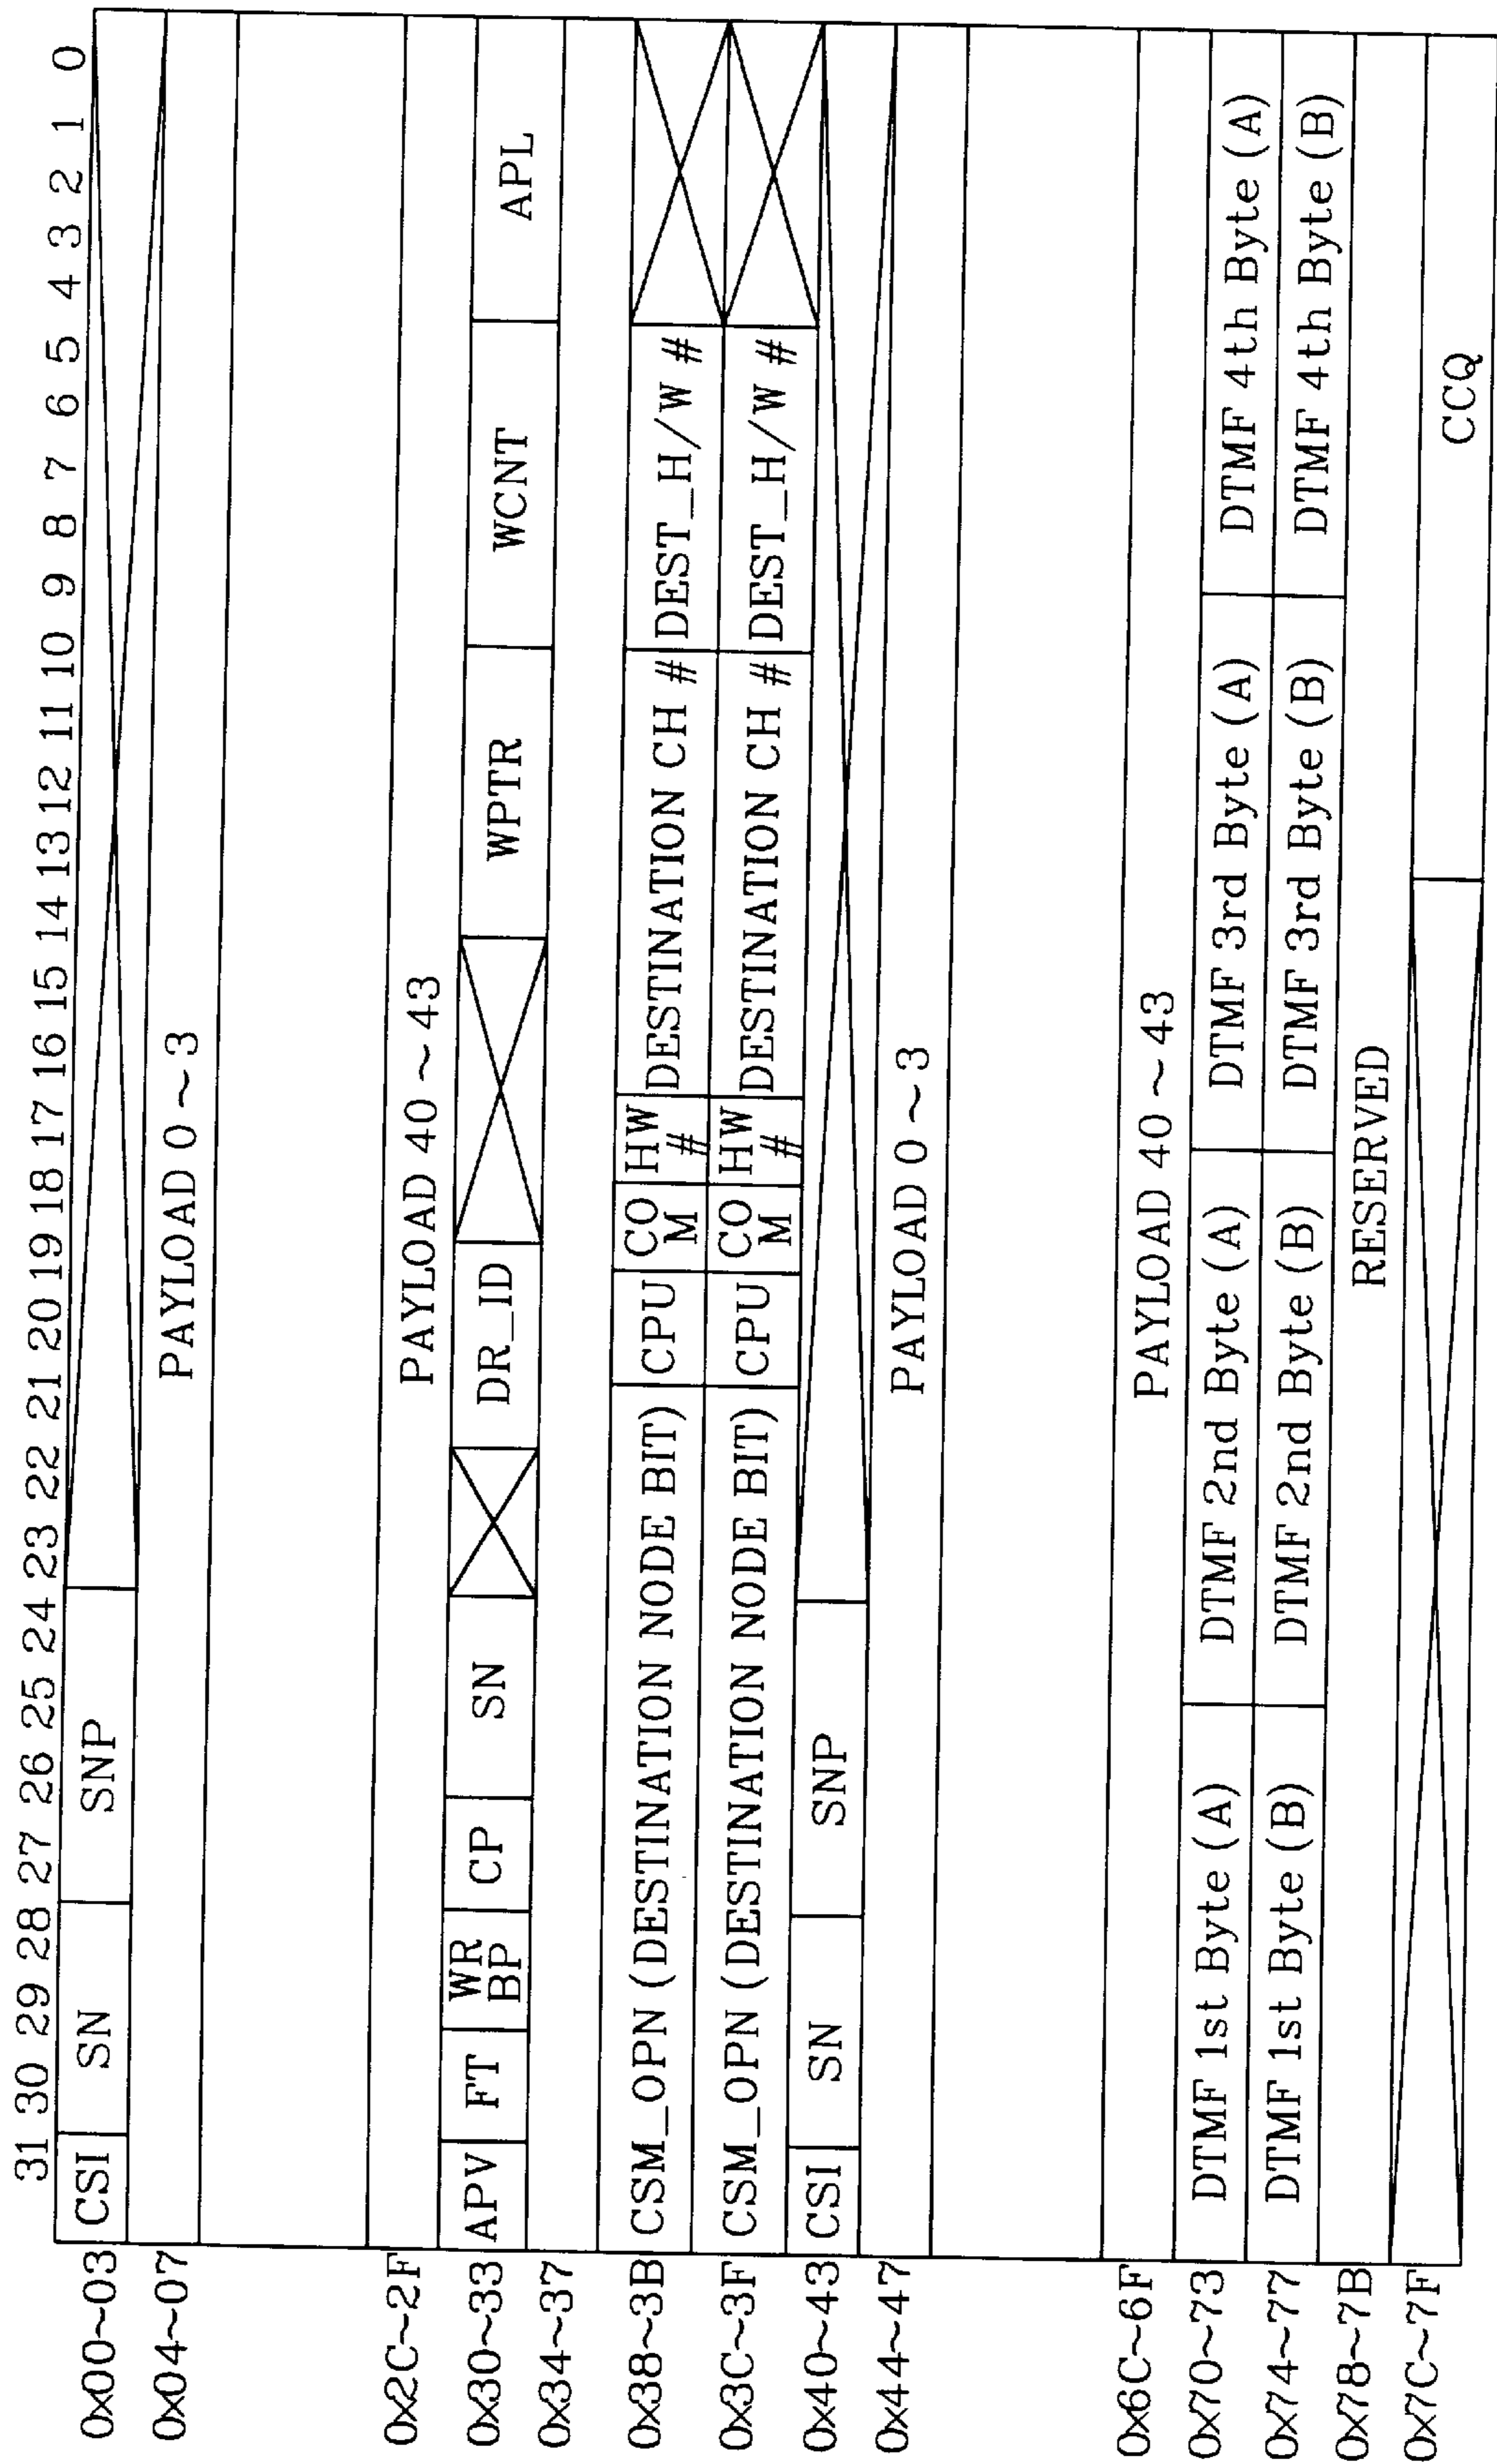 31 30 29 28 27 26 25 24 23 22 21 20 19 18 17 16 15 14 13 12 11 10 9 8 7 6 5 4 3 2 1 0
0x00~03 CSI SN SNP
0x04~07 PAYLOAD 0~3
0x2C~2F PAYLOAD 40~43
0x30~33 APV FT WR BP CP SN DR_ID WPTR WCNT APL
0x34~37
0x38~3B CSM_OPN (DESTINATION NODE BIT) CPU COM HW # DESTINATION CH # DEST_H/W #
0x3C~3F CSM_OPN (DESTINATION NODE BIT) CPU COM HW # DESTINATION CH # DEST_H/W #
0x40~43 CSI SN SNP
0x44~47 PAYLOAD 0~3
0x6C~6F PAYLOAD 40~43
0x70~73 DTMF 1st Byte (A) DTMF 2nd Byte (A) DTMF 3rd Byte (A) DTMF 4th Byte (A)
0x74~77 DTMF 1st Byte (B) DTMF 2nd Byte (B) DTMF 3rd Byte (B) DTMF 4th Byte (B)
0x78~7B RESERVED
0x7C~7F CCQ